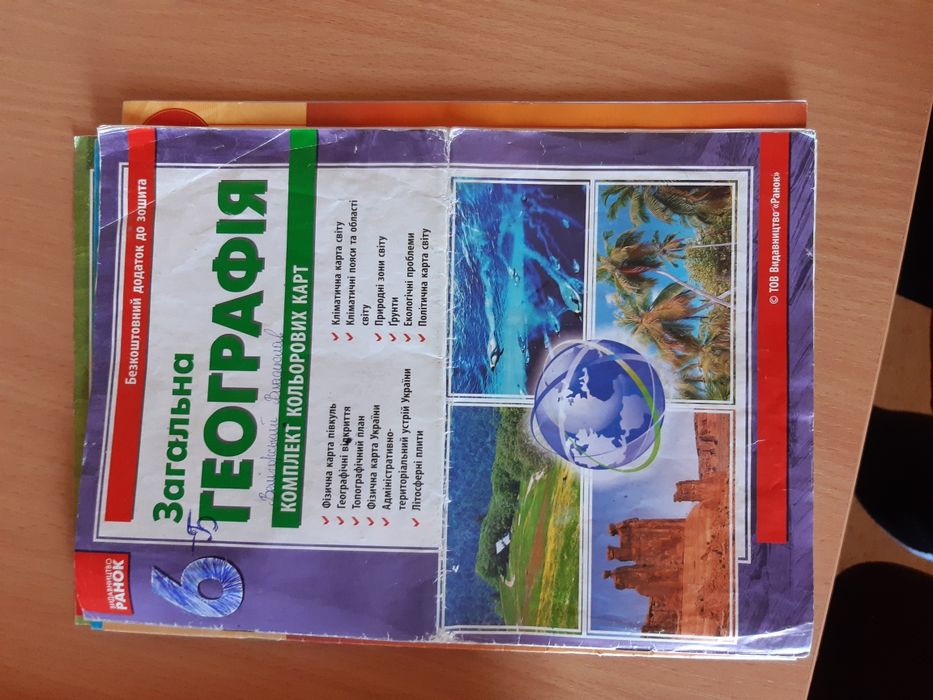 Безкоштовний додаток до зошита
ВИДАВНИЦТВО
РАНОК
6
-Б
Загальна
ГЕОГРАФІЯ
КОМПЛЕКТ КОЛЬОРОВИХ КАРТ
✓ Фізична карта півкуль
✓ Географічні відкриття
✓ Топографічний план
✓ Фізична карта України
✓ Адміністративно-
територіальний устрій України
✓ Літосферні плити
✓ Кліматична карта світу
✓ Кліматичні пояси та області
світу
✓ Природні зони світу
✓ Ґрунти
✓ Екологічні проблеми
✓ Політична карта світу
© ТОВ Видавництво «Ранок»